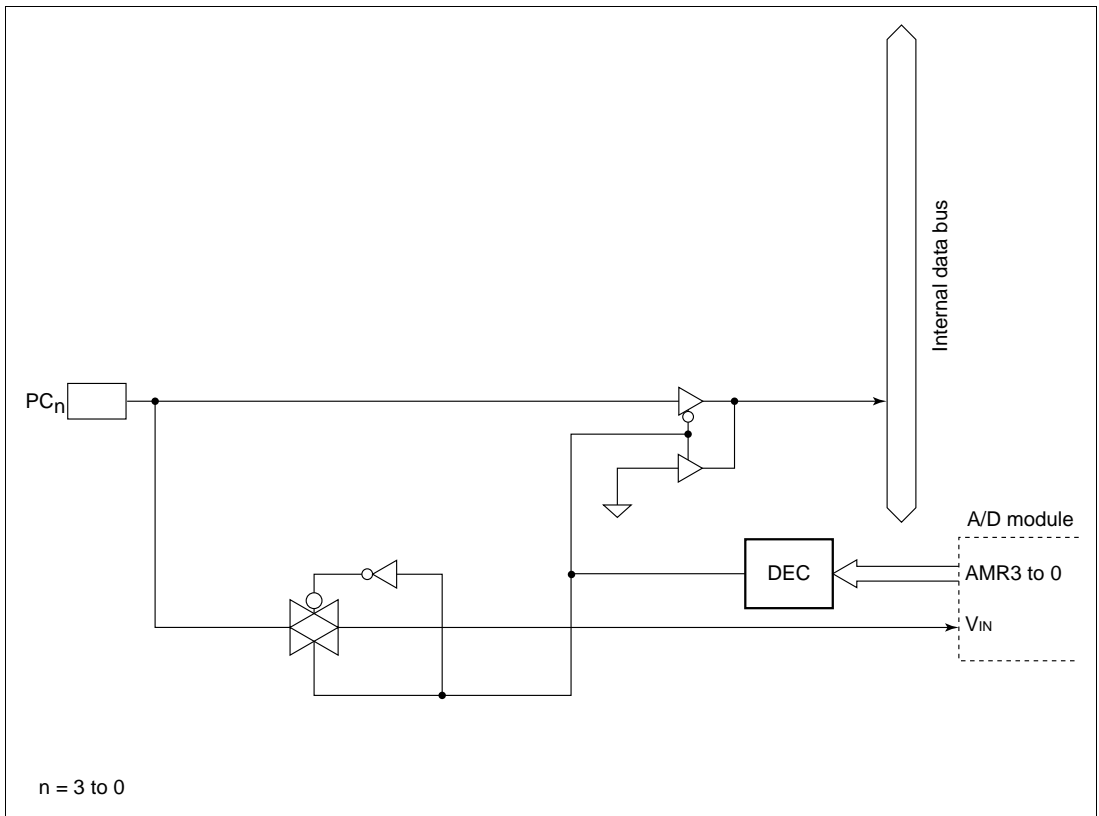 Internal data bus
PCn
A/D module
DEC
AMR3 to 0
VIN
n = 3 to 0